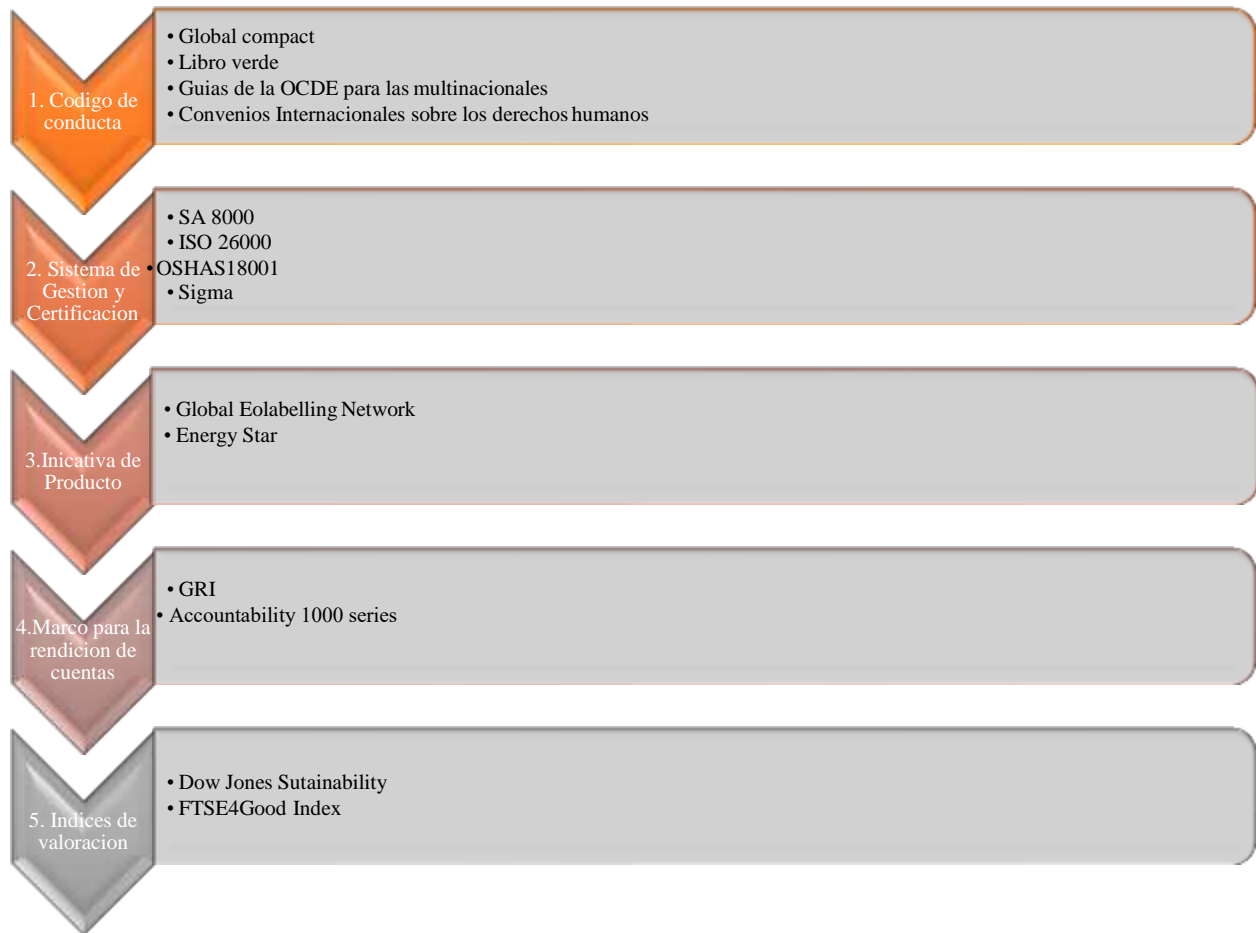 1. Codigo de
conducta
• Global compact
• Libro verde
• Guias de la OCDE para las multinacionales
• Convenios Internacionales sobre los derechos humanos
2. Sistema de
Gestion y
Certificacion
• SA 8000
• ISO 26000
• OSHAS18001
• Sigma
3.Inicativa de
Producto
• Global Eolabelling Network
• Energy Star
4.Marco para la
rendicion de
cuentas
• GRI
• Accountability 1000 series
5. Indices de
valoracion
• Dow Jones Sutainability
• FTSE4Good Index